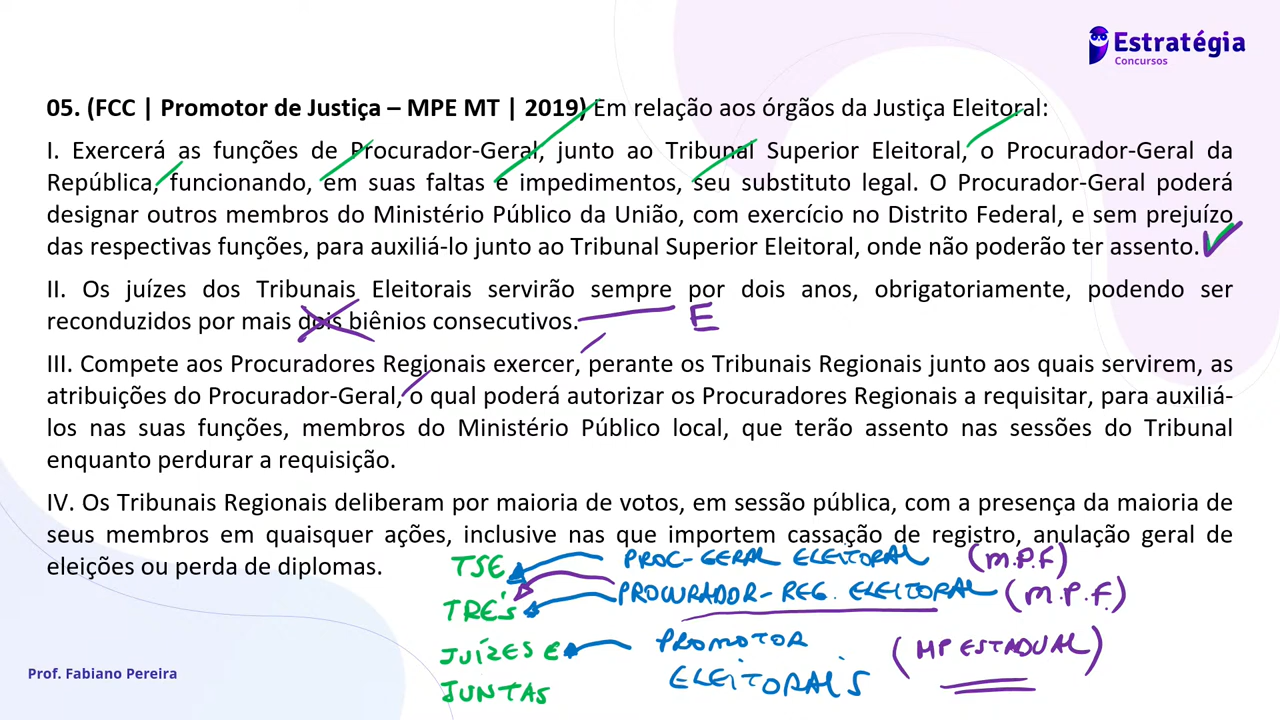 Estratégia
Concursos
05. (FCC | Promotor de Justiça – MPE MT | 2019) Em relação aos órgãos da Justiça Eleitoral:
I. Exercerá as funções de Procurador-Geral, junto ao Tribunal Superior Eleitoral, o Procurador-Geral da
República, funcionando, em suas faltas e impedimentos, seu substituto legal. O Procurador-Geral poderá
designar outros membros do Ministério Público da União, com exercício no Distrito Federal, e sem prejuízo
das respectivas funções, para auxiliá-lo junto ao Tribunal Superior Eleitoral, onde não poderão ter assento.
II. Os juízes dos Tribunais Eleitorais servirão sempre por dois anos, obrigatoriamente, podendo ser
reconduzidos por mais dois biênios consecutivos. E
III. Compete aos Procuradores Regionais exercer, perante os Tribunais Regionais junto aos quais servirem, as
atribuições do Procurador-Geral, o qual poderá autorizar os Procuradores Regionais a requisitar, para auxiliá-
los nas suas funções, membros do Ministério Público local, que terão assento nas sessões do Tribunal
enquanto perdurar a requisição.
IV. Os Tribunais Regionais deliberam por maioria de votos, em sessão pública, com a presença da maioria de
seus membros em quaisquer ações, inclusive nas que importem cassação de registro, anulação geral de
eleições ou perda de diplomas.
TSE PROC-GERAL ELEITORAL (M.P.F)
TRE'S PROCURADOR-REG. ELEITORAL (M.P.F.)
JUÍZES E PROMOTOR (MP ESTADUAL)
JUNTAS ELEITORAIS
Prof. Fabiano Pereira